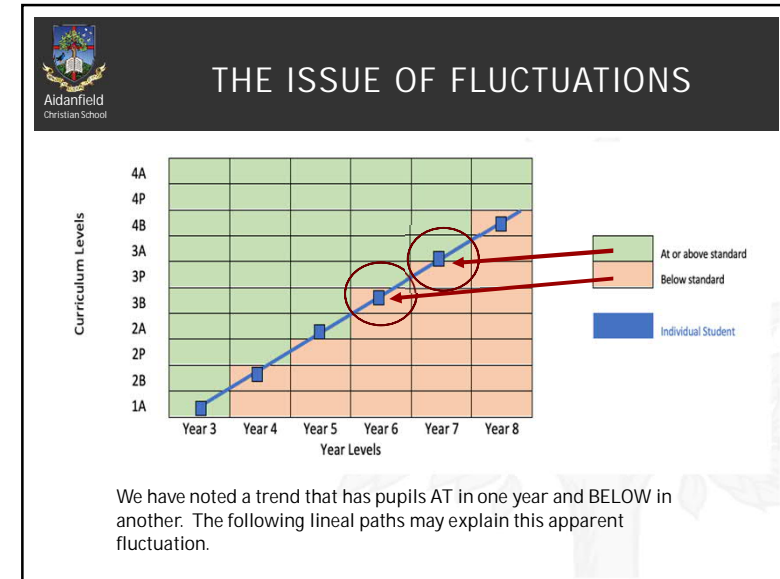 Aidanfield
Christian School
THE ISSUE OF FLUCTUATIONS
Curriculum Levels
4A
4P
4B
3A
3P
3B
2A
2P
2B
1A
Year 3 Year 4 Year 5 Year 6 Year 7 Year 8
Year Levels
At or above standard
Below standard
Individual Student
We have noted a trend that has pupils AT in one year and BELOW in
another. The following lineal paths may explain this apparent
fluctuation.